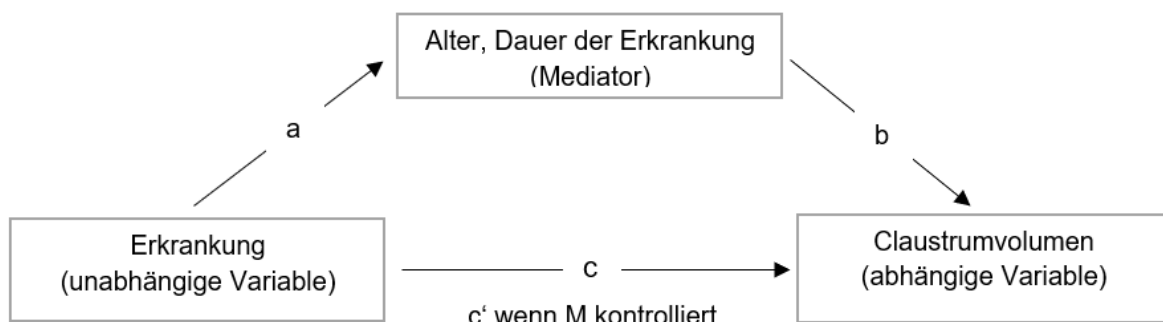 Alter, Dauer der Erkrankung
(Mediator)
a
b
Erkrankung
(unabhängige Variable)
c
Claustrumvolumen
(abhängige Variable)
c‘ wenn M kontrolliert